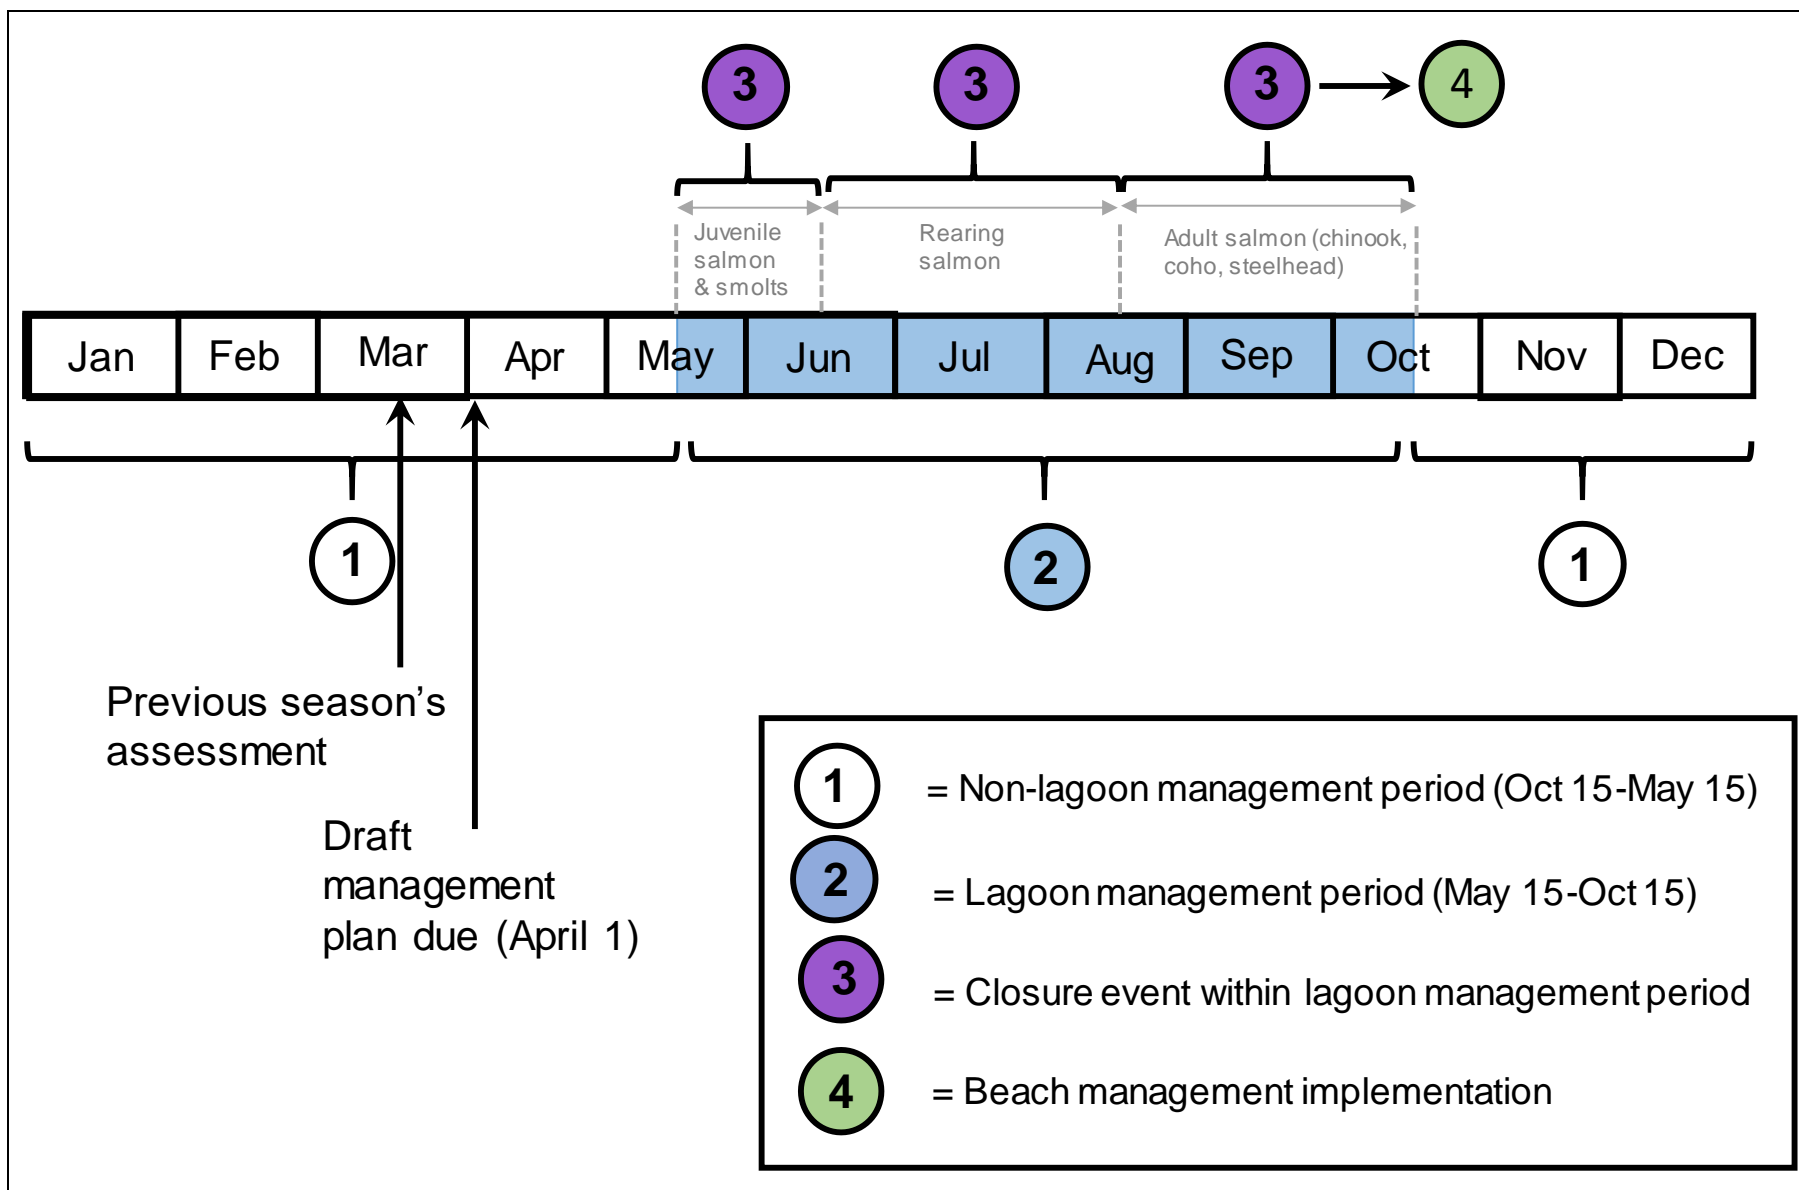 3 3 3 4
Juvenile
salmon
& smolts
Rearing
salmon
Adult salmon (chinook,
coho, steelhead)
Jan Feb Mar Apr May Jun Jul Aug Sep Oct Nov Dec
1 2 1
Previous season's
assessment
Draft
management
plan due (April 1)
1 = Non-lagoon management period (Oct 15-May 15)
2 = Lagoon management period (May 15-Oct 15)
3 = Closure event within lagoon management period
4 = Beach management implementation